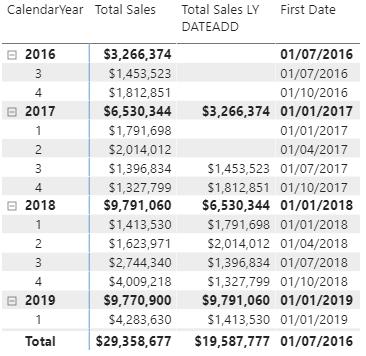 CalendarYear Total Sales Total Sales LY DATEADD First Date
2016 $3,266,374 01/07/2016
3 $1,453,523 01/07/2016
4 $1,812,851 01/10/2016
2017 $6,530,344 $3,266,374 01/01/2017
1 $1,791,698 01/01/2017
2 $2,014,012 01/04/2017
3 $1,396,834 $1,453,523 01/07/2017
4 $1,327,799 $1,812,851 01/10/2017
2018 $9,791,060 $6,530,344 01/01/2018
1 $1,413,530 $1,791,698 01/01/2018
2 $1,623,971 $2,014,012 01/04/2018
3 $2,744,340 $1,396,834 01/07/2018
4 $4,009,218 $1,327,799 01/10/2018
2019 $9,770,900 $9,791,060 01/01/2019
1 $4,283,630 $1,413,530 01/01/2019
Total $29,358,677 $19,587,777 01/07/2016